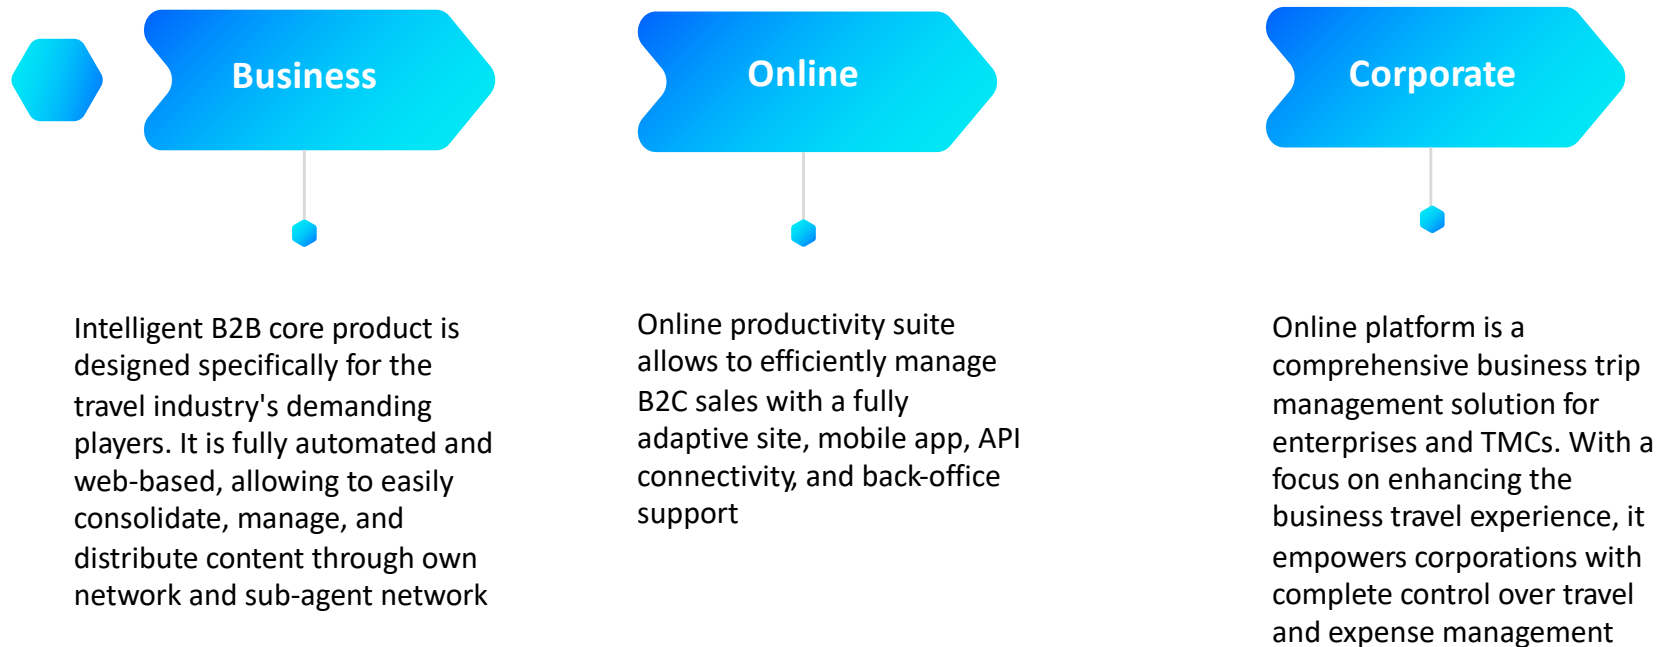 Business
Intelligent B2B core product is
designed specifically for the
travel industry's demanding
players. It is fully automated and
web-based, allowing to easily
consolidate, manage, and
distribute content through own
network and sub-agent network
Online
Online productivity suite
allows to efficiently manage
B2C sales with a fully
adaptive site, mobile app, API
connectivity, and back-office
support
Corporate
Online platform is a
comprehensive business trip
management solution for
enterprises and TMCs. With a
focus on enhancing the
business travel experience, it
empowers corporations with
complete control over travel
and expense management